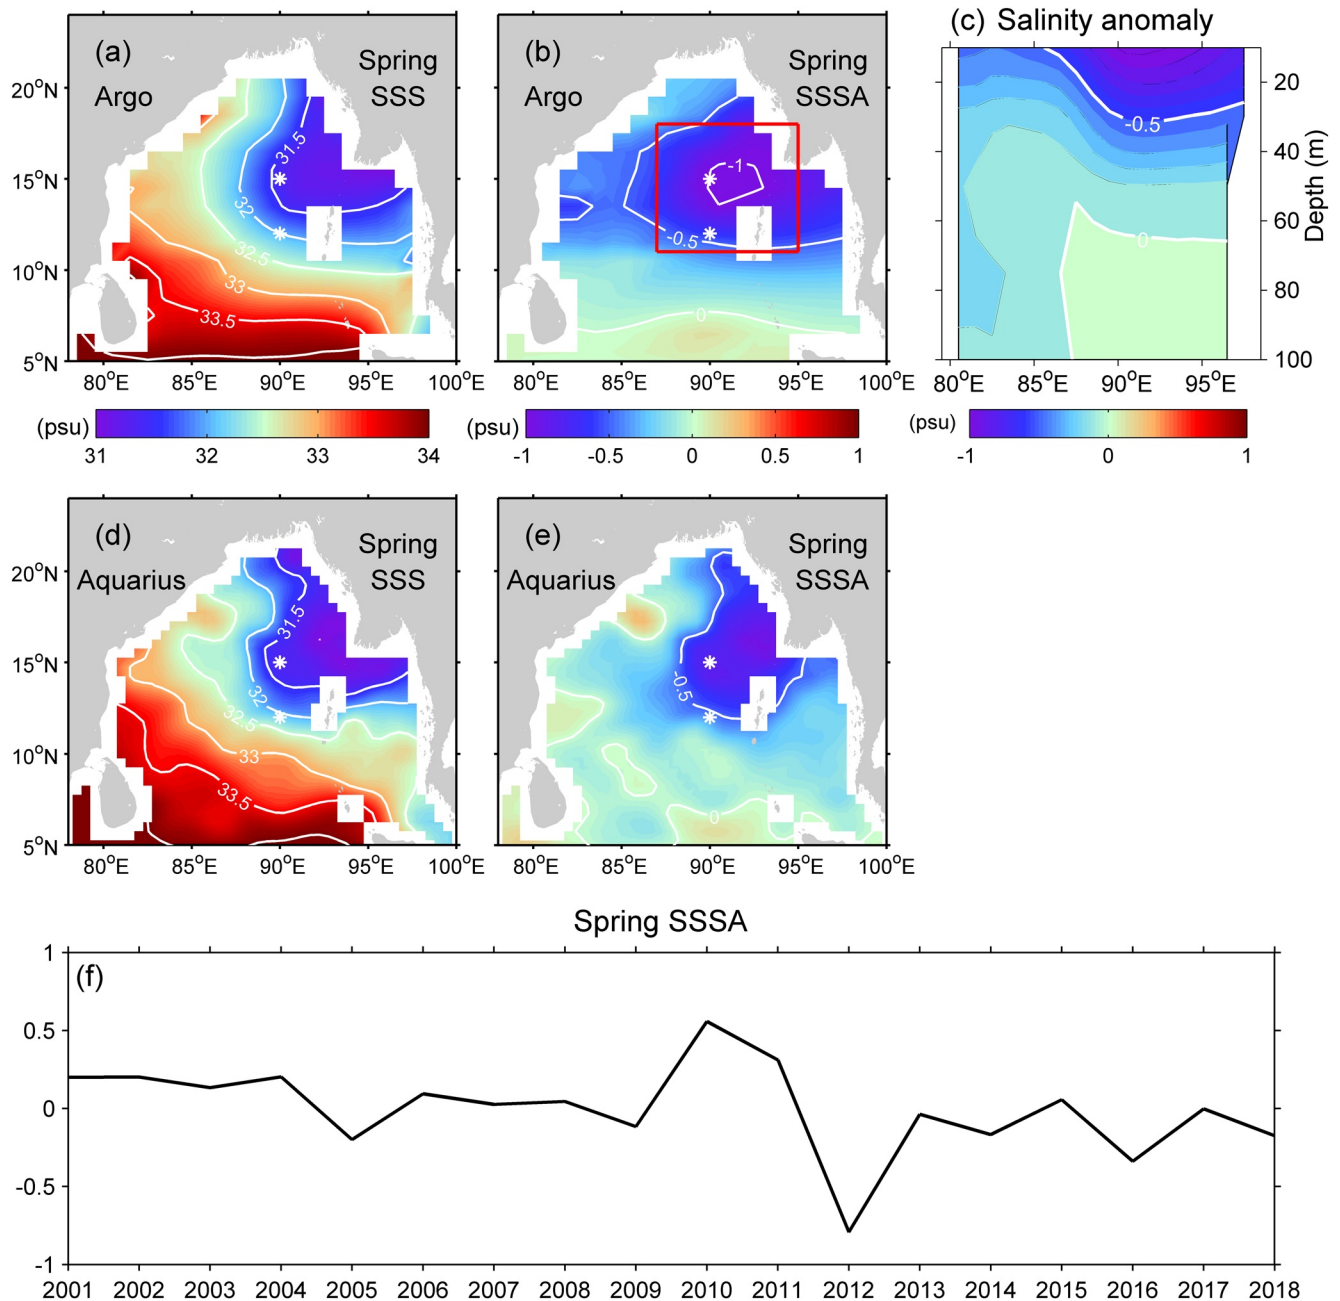 (a)
Argo
Spring
SSS
31.5
32
32.5
33
33.5
20°N
15°N
10°N
5°N
80°E
85°E
90°E
95°E
100°E
(psu)
31
32
33
34
(b)
Argo
Spring
SSSA
-1
-0.5
0
80°E
85°E
90°E
95°E
100°E
(psu)
-1
-0.5
0
0.5
1
(c) Salinity anomaly
-0.5
0
20
40
60
80
100
Depth (m)
80°E
85°E
90°E
95°E
(psu)
-1
0
1
(d)
Aquarius
Spring
SSS
31.5
32
32.5
33
33.5
20°N
15°N
10°N
5°N
80°E
85°E
90°E
95°E
100°E
(e)
Aquarius
Spring
SSSA
-0.5
0
80°E
85°E
90°E
95°E
100°E
Spring SSSA
(f)
1
0.5
0
-0.5
-1
2001
2002
2003
2004
2005
2006
2007
2008
2009
2010
2011
2012
2013
2014
2015
2016
2017
2018